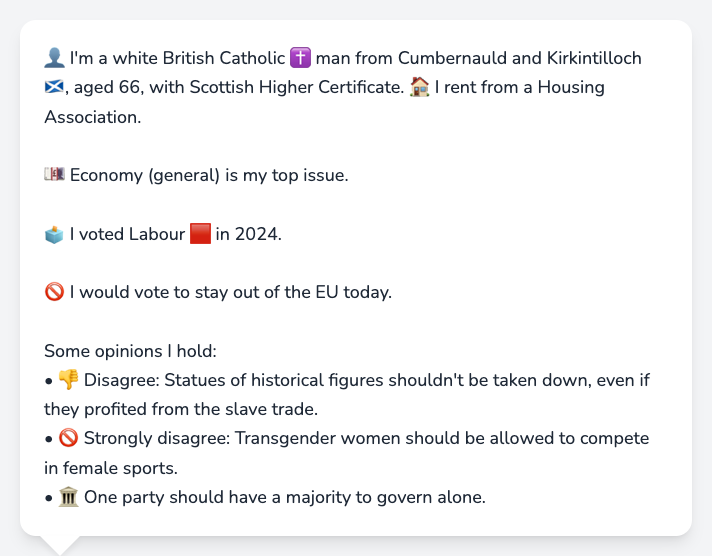 👤 I'm a white British Catholic ✝️ man from Cumbernauld and Kirkintilloch
🏴󠁧󠁢󠁳󠁣󠁴󠁿, aged 66, with Scottish Higher Certificate. 🏠 I rent from a Housing
Association.
💷 Economy (general) is my top issue.
🗳️ I voted Labour 🟥 in 2024.
🚫 I would vote to stay out of the EU today.
Some opinions I hold:
• 👎 Disagree: Statues of historical figures shouldn't be taken down, even if
they profited from the slave trade.
• 🚫 Strongly disagree: Transgender women should be allowed to compete
in female sports.
• 🏛️ One party should have a majority to govern alone.